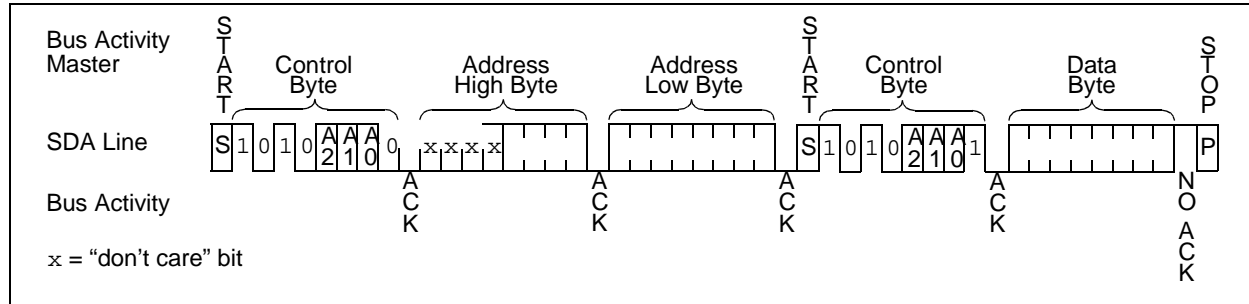 Bus Activity
Master
START
Control
Byte
Address
High Byte
Address
Low Byte
START
Control
Byte
Data
Byte
STOP
SDA Line
S 1 0 1 0 A2 A1 A0 0
x x x x
S 1 0 1 0 A2 A1 A0 1
P
Bus Activity
ACK
ACK
ACK
ACK
NO ACK
x = “don’t care” bit